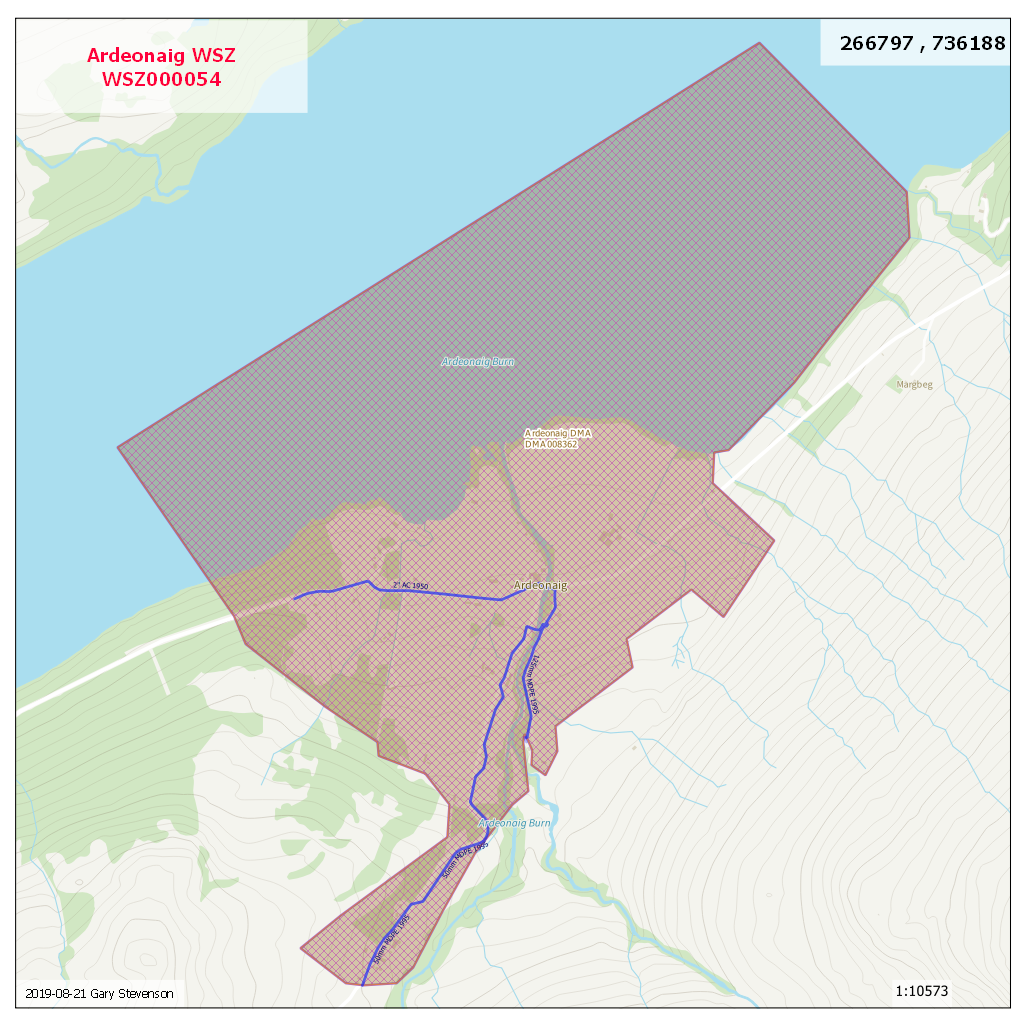 Ardeonaig WSZ
WSZ000054
266797 , 736188
Ardeonaig Burn
Margbeg
Ardeonaig DMA
DMA008362
2" AC 1950
Ardeonaig
125mm MDPE 1995
Ardeonaig Burn
50mm MDPE 1995
50mm MDPE 1995
2019-08-21 Gary Stevenson
1:10573